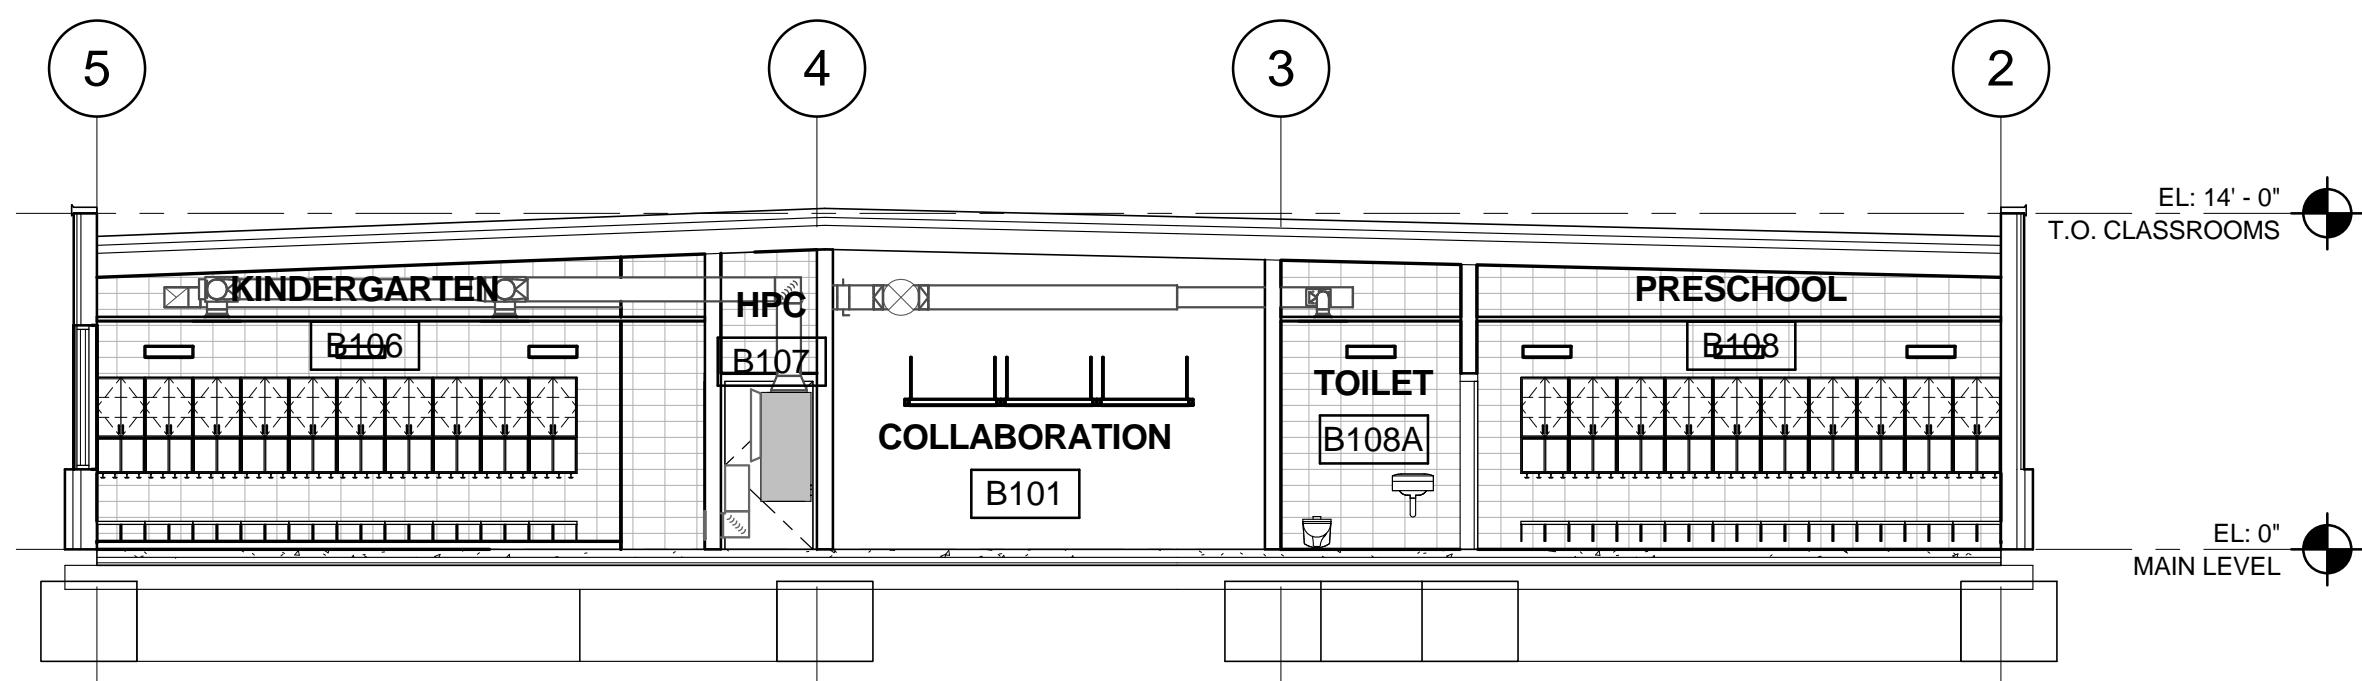 5
4
3
2
EL: 14' - 0"
T.O. CLASSROOMS
KINDERGARTEN
B106
HPC
B107
COLLABORATION
B101
TOILET
B108A
PRESCHOOL
B108
EL: 0"
MAIN LEVEL